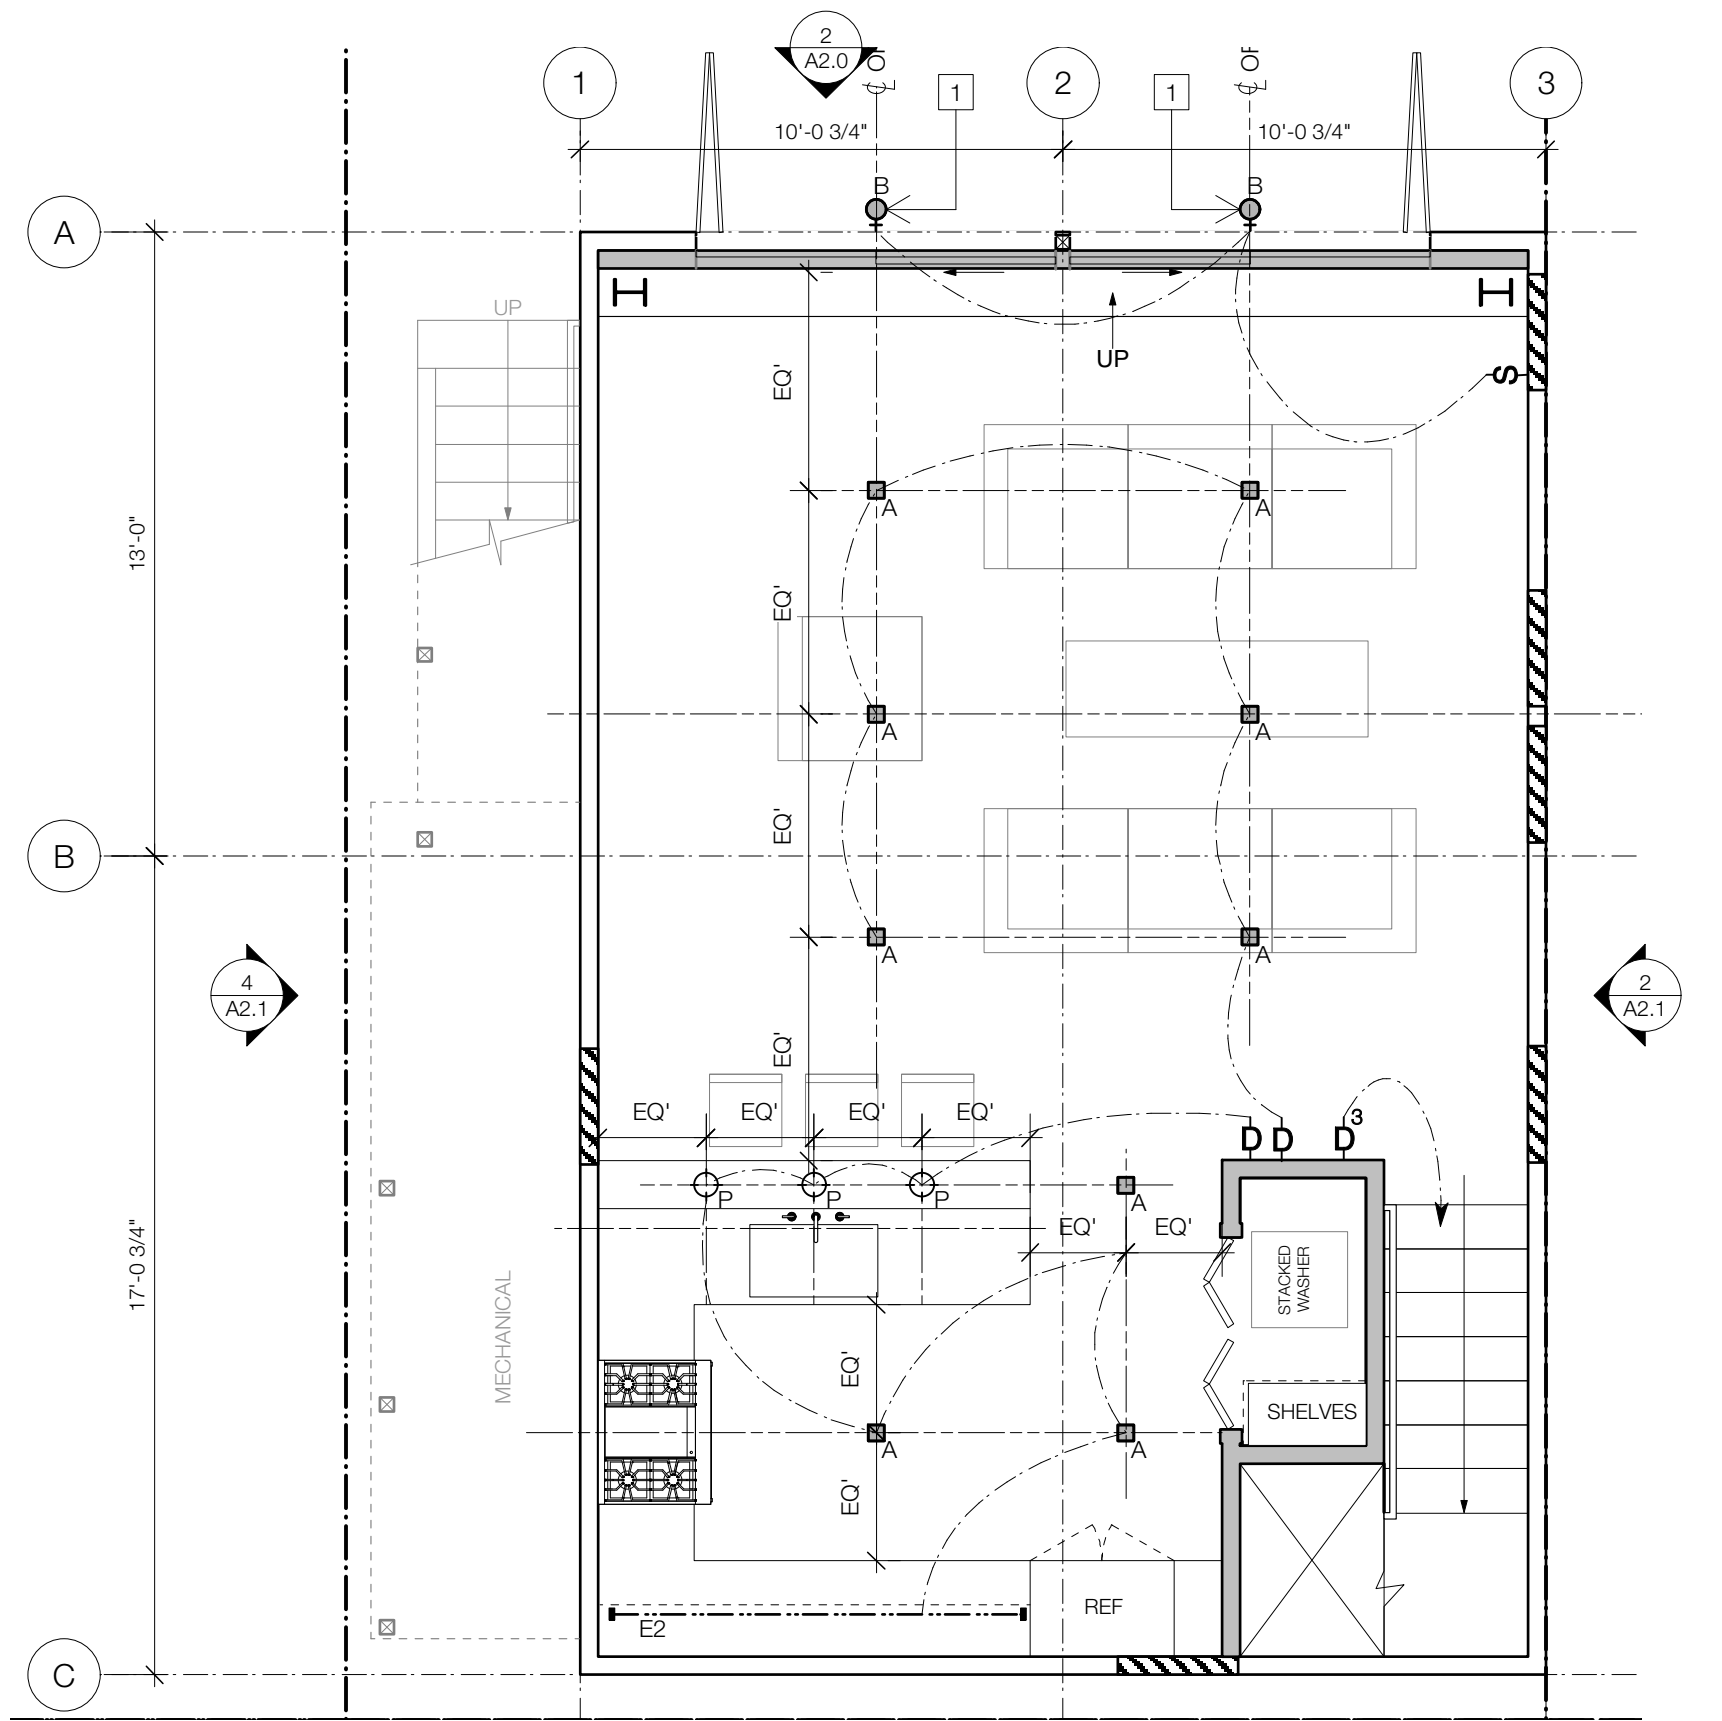 2
A2.0
℄ OF
℄ OF
1
1
1
2
3
10'-0 3/4"
10'-0 3/4"
B
B
A
UP
UP
EQ'
S
A
A
13'-0"
EQ'
A
A
EQ'
B
A
A
4
A2.1
2
A2.1
EQ'
EQ'
EQ'
EQ'
EQ'
D
D
D3
P
P
P
A
EQ'
EQ'
17'-0 3/4"
MECHANICAL
STACKED
WASHER
EQ'
SHELVES
A
A
EQ'
REF
E2
C